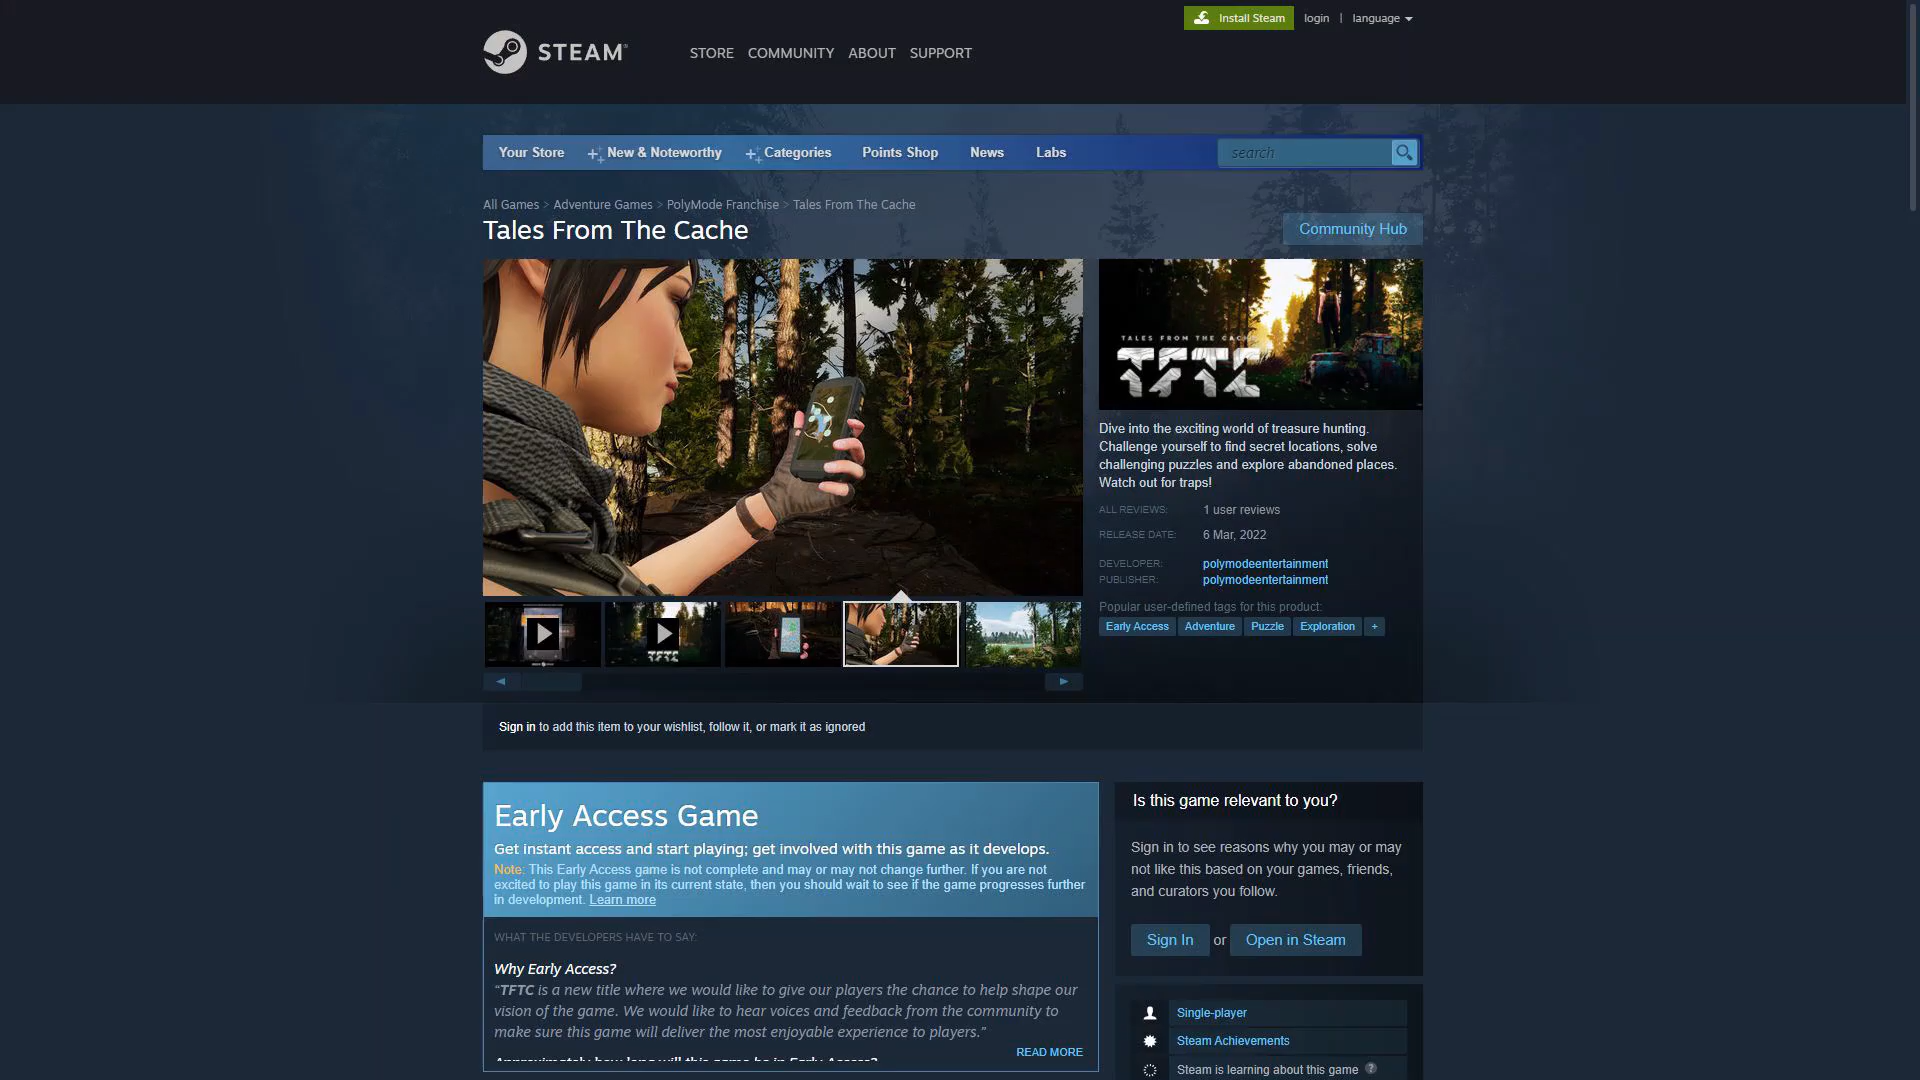 Install Steam login | language
STEAM
STORE COMMUNITY ABOUT SUPPORT
Your Store New & Noteworthy Categories Points Shop News Labs search
All Games > Adventure Games > PolyMode Franchise > Tales From The Cache
Tales From The Cache
Community Hub
TALES FROM THE CACHE
TFTC
Dive into the exciting world of treasure hunting.
Challenge yourself to find secret locations, solve
challenging puzzles and explore abandoned places.
Watch out for traps!
ALL REVIEWS: 1 user reviews
RELEASE DATE: 6 Mar, 2022
DEVELOPER: polymodeentertainment
PUBLISHER: polymodeentertainment
Popular user-defined tags for this product:
Early Access Adventure Puzzle Exploration +
TFTC
Sign in to add this item to your wishlist, follow it, or mark it as ignored
Early Access Game
Get instant access and start playing; get involved with this game as it develops.
Note: This Early Access game is not complete and may or may not change further. If you are not
excited to play this game in its current state, then you should wait to see if the game progresses further
in development. Learn more
WHAT THE DEVELOPERS HAVE TO SAY:
Why Early Access?
“TFTC is a new title where we would like to give our players the chance to help shape our
vision of the game. We would like to hear voices and feedback from the community to
make sure this game will deliver the most enjoyable experience to players.”
Approximately how long will this game be in Early Access?
READ MORE
Is this game relevant to you?
Sign in to see reasons why you may or may
not like this based on your games, friends,
and curators you follow.
Sign In or Open in Steam
Single-player
Steam Achievements
Steam is learning about this game ?